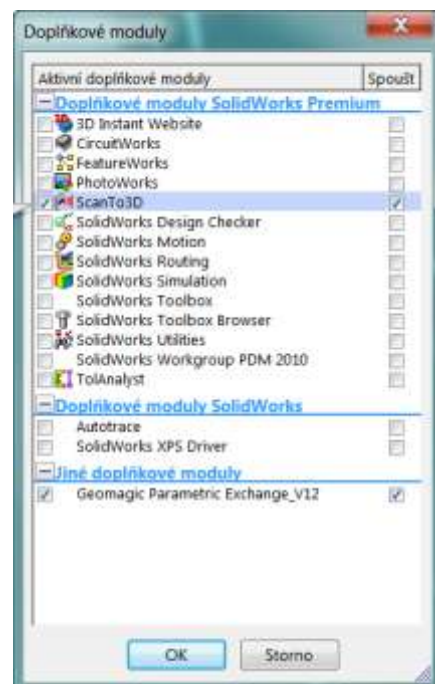 Doplňkové moduly
Aktivní doplňkové moduly Spoušt
Doplňkové moduly SolidWorks Premium
3D Instant Website
CircuitWorks
FeatureWorks
PhotoWorks
ScanTo3D
SolidWorks Design Checker
SolidWorks Motion
SolidWorks Routing
SolidWorks Simulation
SolidWorks Toolbox
SolidWorks Toolbox Browser
SolidWorks Utilities
SolidWorks Workgroup PDM 2010
TolAnalyst
Doplňkové moduly SolidWorks
Autotrace
SolidWorks XPS Driver
Jiné doplňkové moduly
Geomagic Parametric Exchange_V12
OK Storno